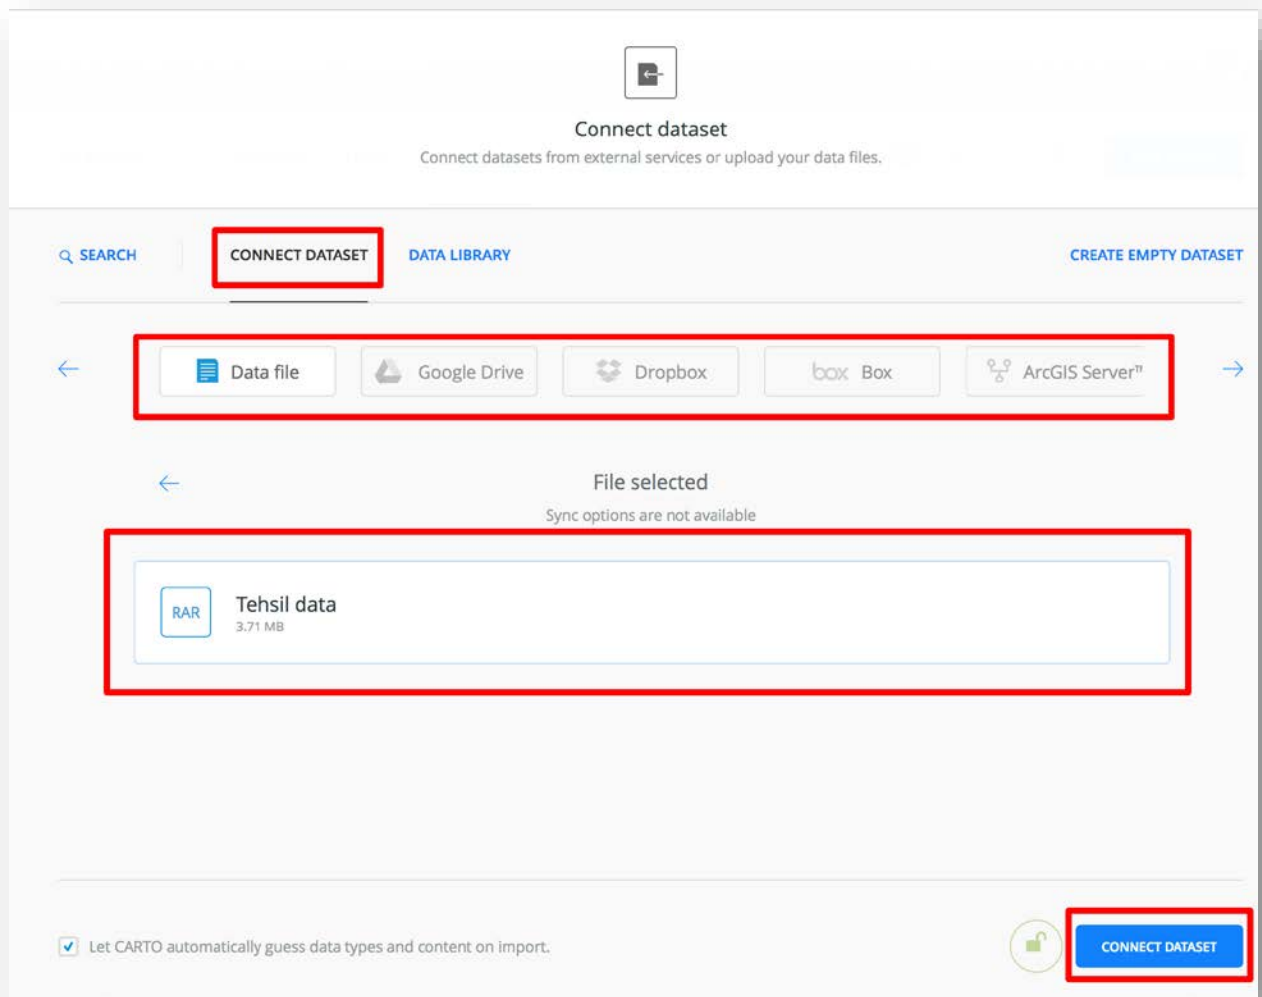 Connect dataset
Connect datasets from external services or upload your data files.
SEARCH CONNECT DATASET DATA LIBRARY CREATE EMPTY DATASET
Data file Google Drive Dropbox box Box ArcGIS Server™
File selected
Sync options are not available
RAR Tehsil data
3.71 MB
Let CARTO automatically guess data types and content on import. CONNECT DATASET